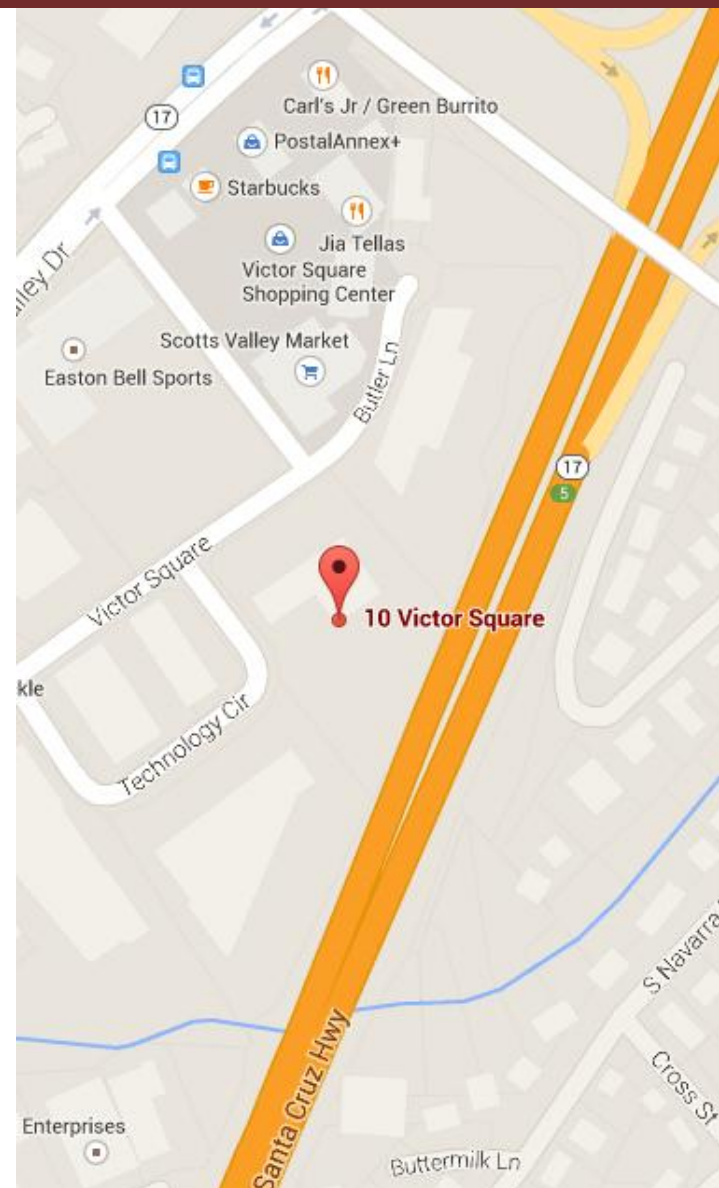 Carl's Jr / Green Burrito
17
PostalAnnex+
Starbucks
Jia Tellas
Victor Square
Shopping Center
lley Dr
Scotts Valley Market
Easton Bell Sports
Butler Ln
17
5
Victor Square
10 Victor Square
kle
Technology Cir
S Navarra
Santa Cruz Hwy
Cross St
Enterprises
Buttermilk Ln